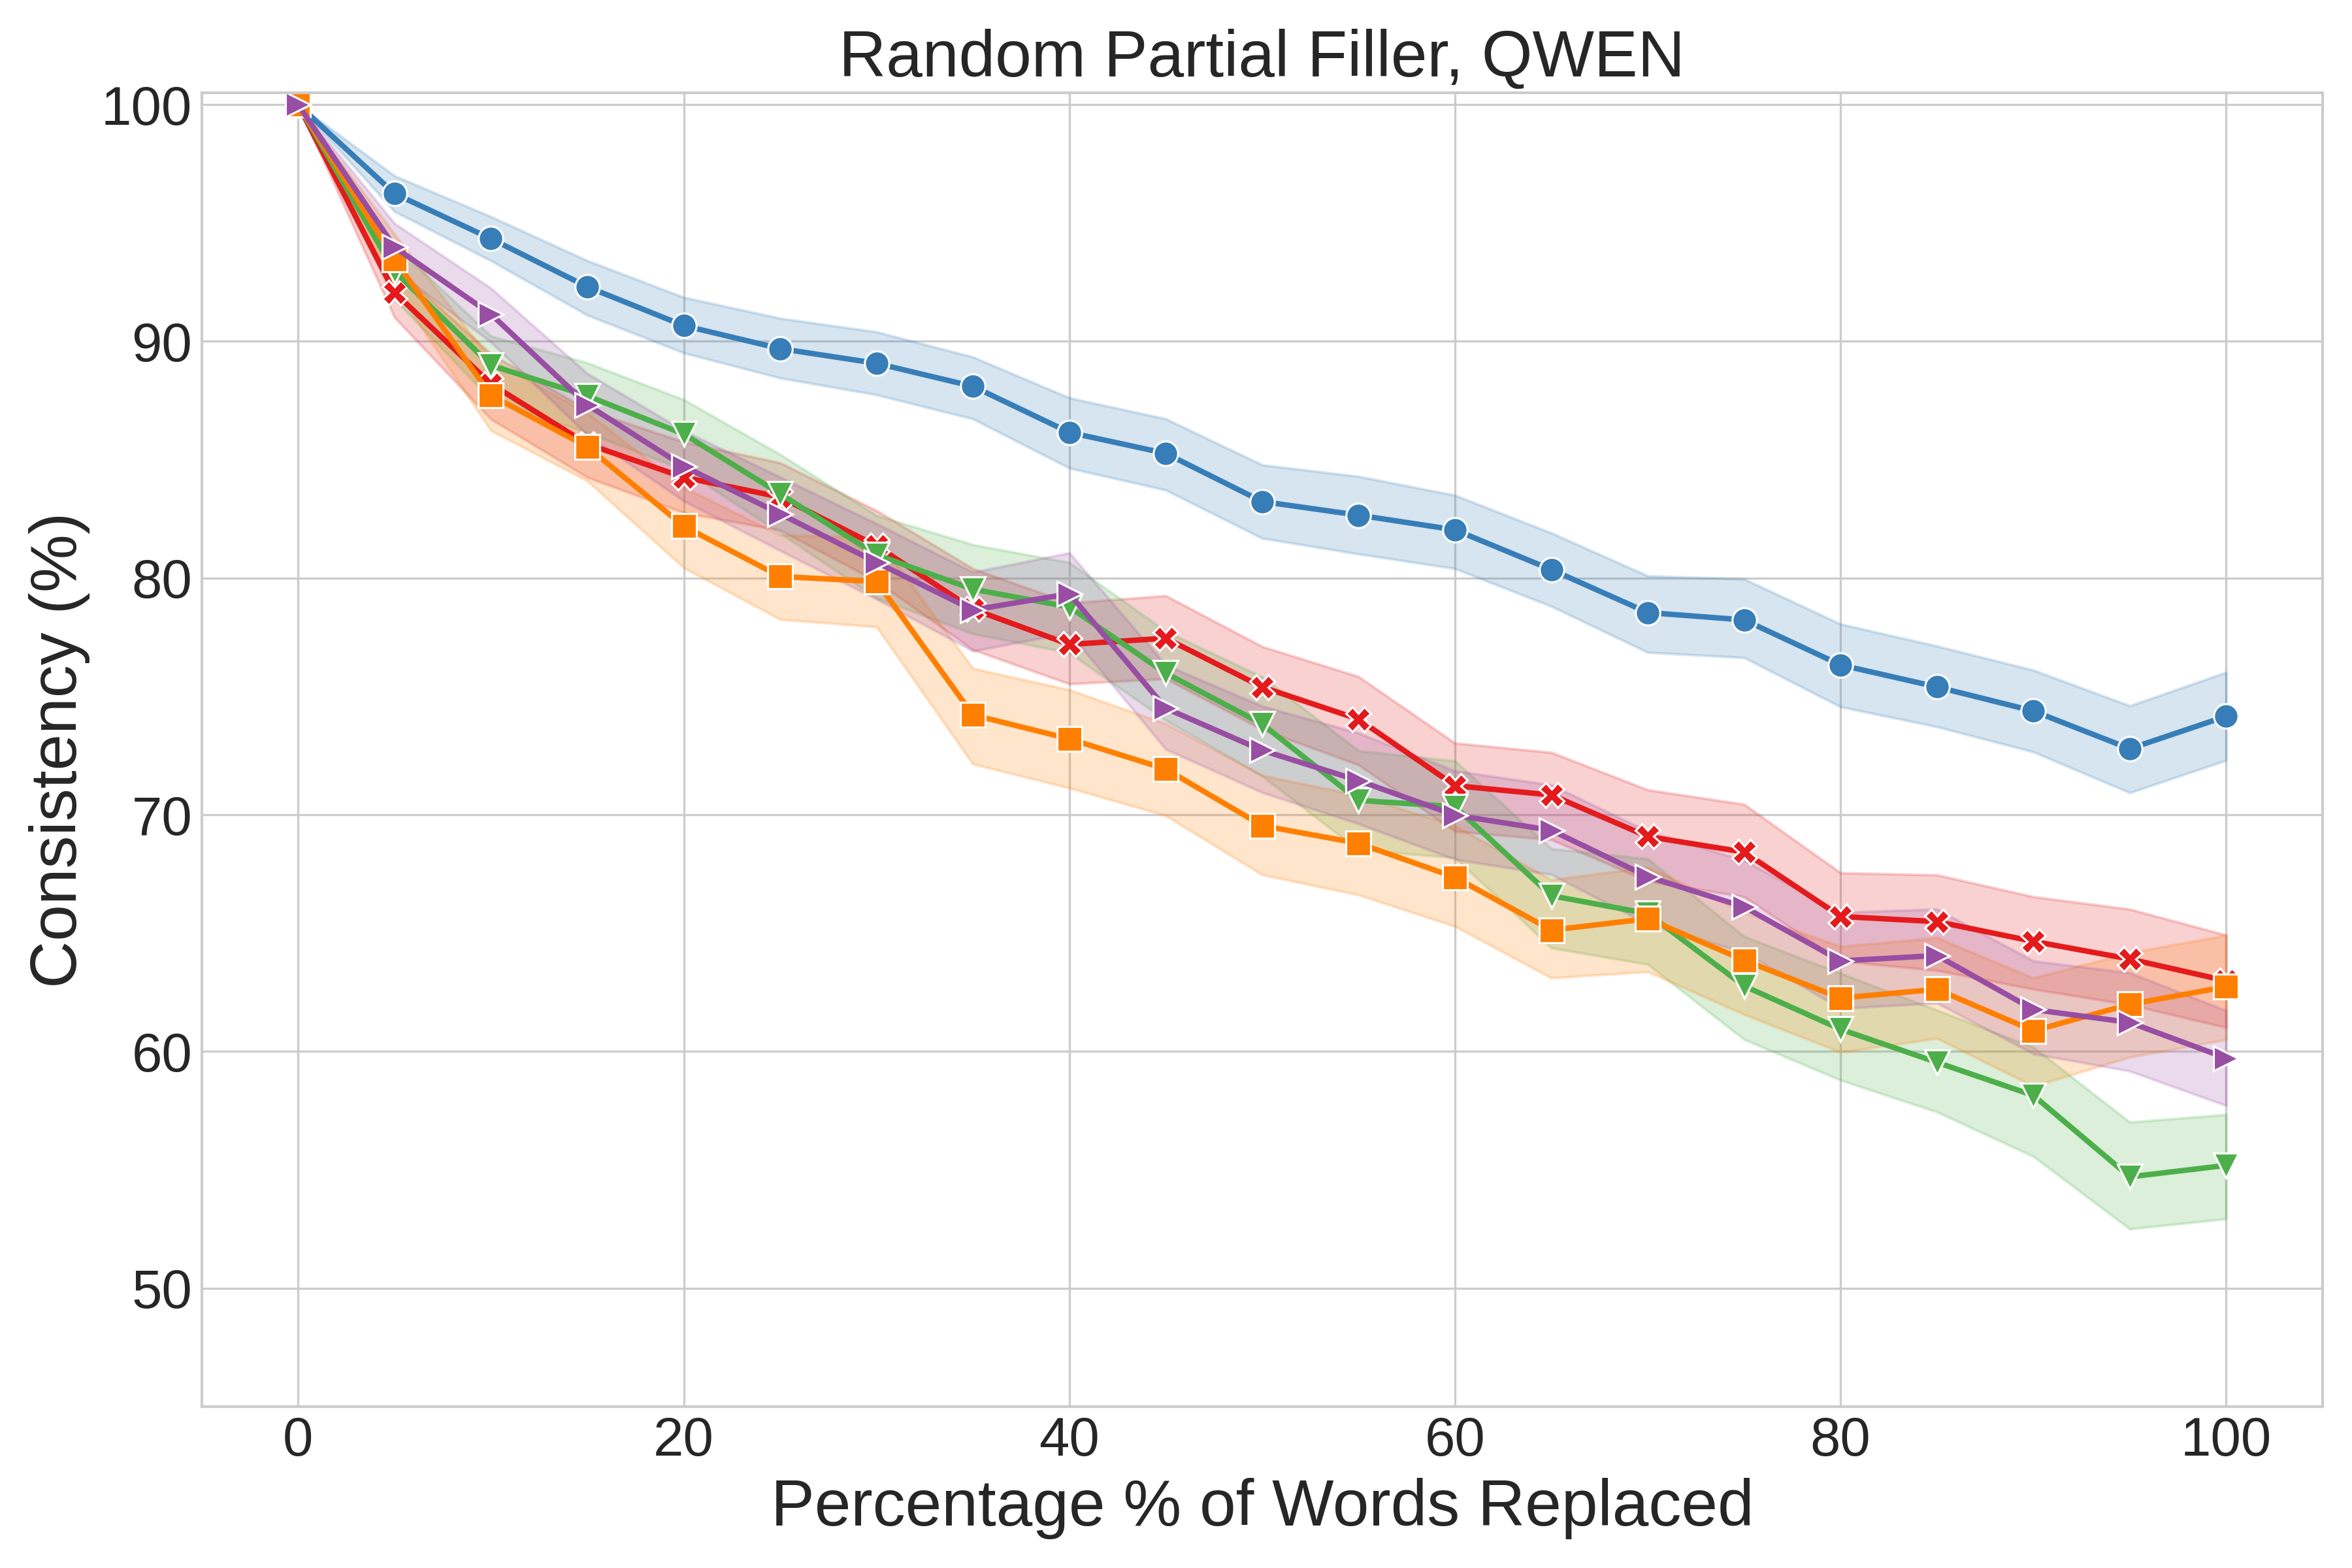 Random Partial Filler, QWEN
Consistency (%)
100
90
80
70
60
50
0 20 40 60 80 100
Percentage % of Words Replaced